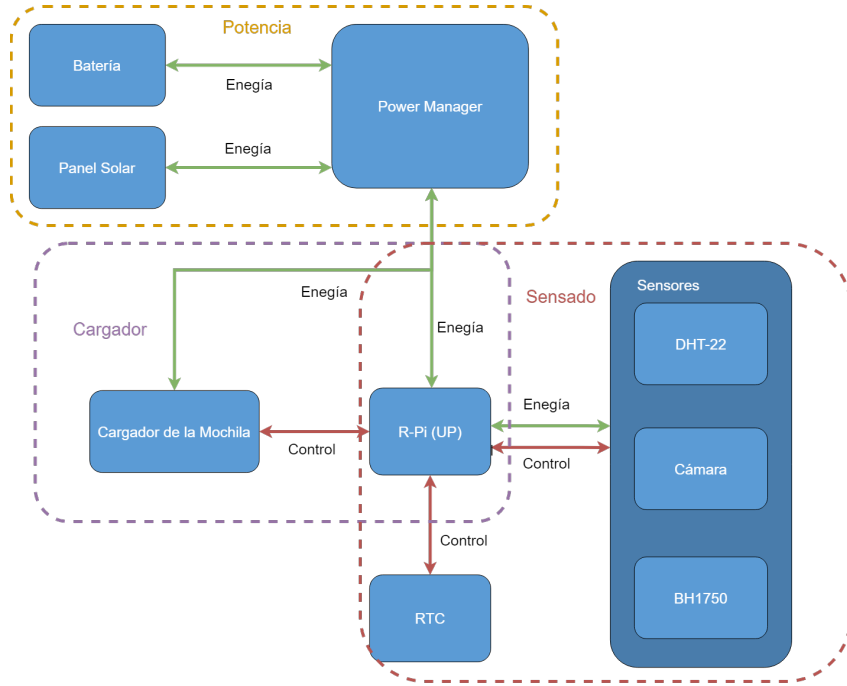 Potencia
Batería
Enegía
Power Manager
Enegía
Panel Solar
Enegía
Sensado
Sensores
Cargador
Enegía
DHT-22
Cargador de la Mochila
Control
R-Pi (UP)
Enegía
Control
Cámara
Control
RTC
BH1750